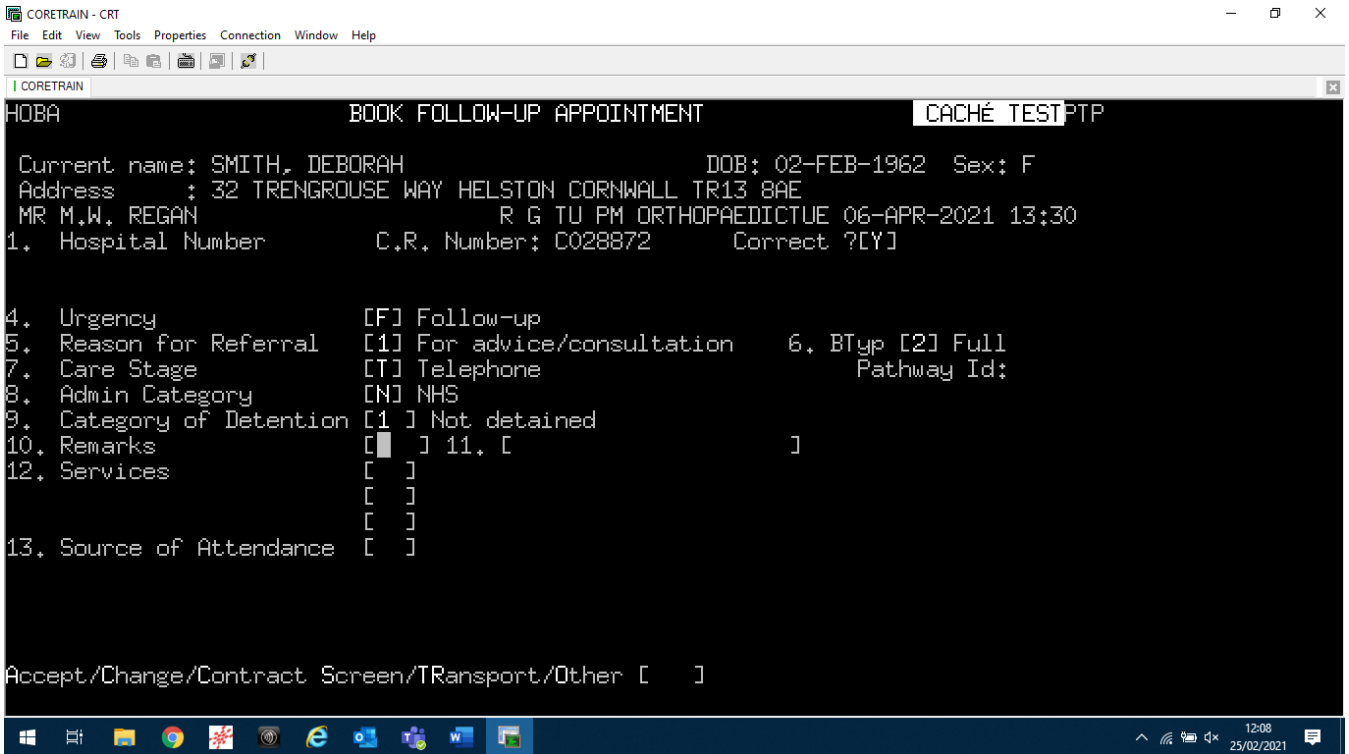 CORETRAIN - CRT
File Edit View Tools Properties Connection Window Help
CORETRAIN
HOBA BOOK FOLLOW-UP APPOINTMENT CACHÉ TESTPTP
Current name: SMITH, DEBORAH DOB: 02-FEB-1962 Sex: F
Address : 32 TRENGROUSE WAY HELSTON CORNWALL TR13 8AE
MR M.W. REGAN R G TU PM ORTHOPAEDICTUE 06-APR-2021 13:30
1. Hospital Number C.R. Number: C028872 Correct ?[Y]
4. Urgency [F] Follow-up
5. Reason for Referral [1] For advice/consultation 6. BTyp [2] Full
7. Care Stage [T] Telephone Pathway Id:
8. Admin Category [N] NHS
9. Category of Detention [1 ] Not detained
10. Remarks [ ] 11. [ ]
12. Services [ ]
[ ]
[ ]
13. Source of Attendance [ ]
Accept/Change/Contract Screen/TRansport/Other [ ]
12:08
25/02/2021